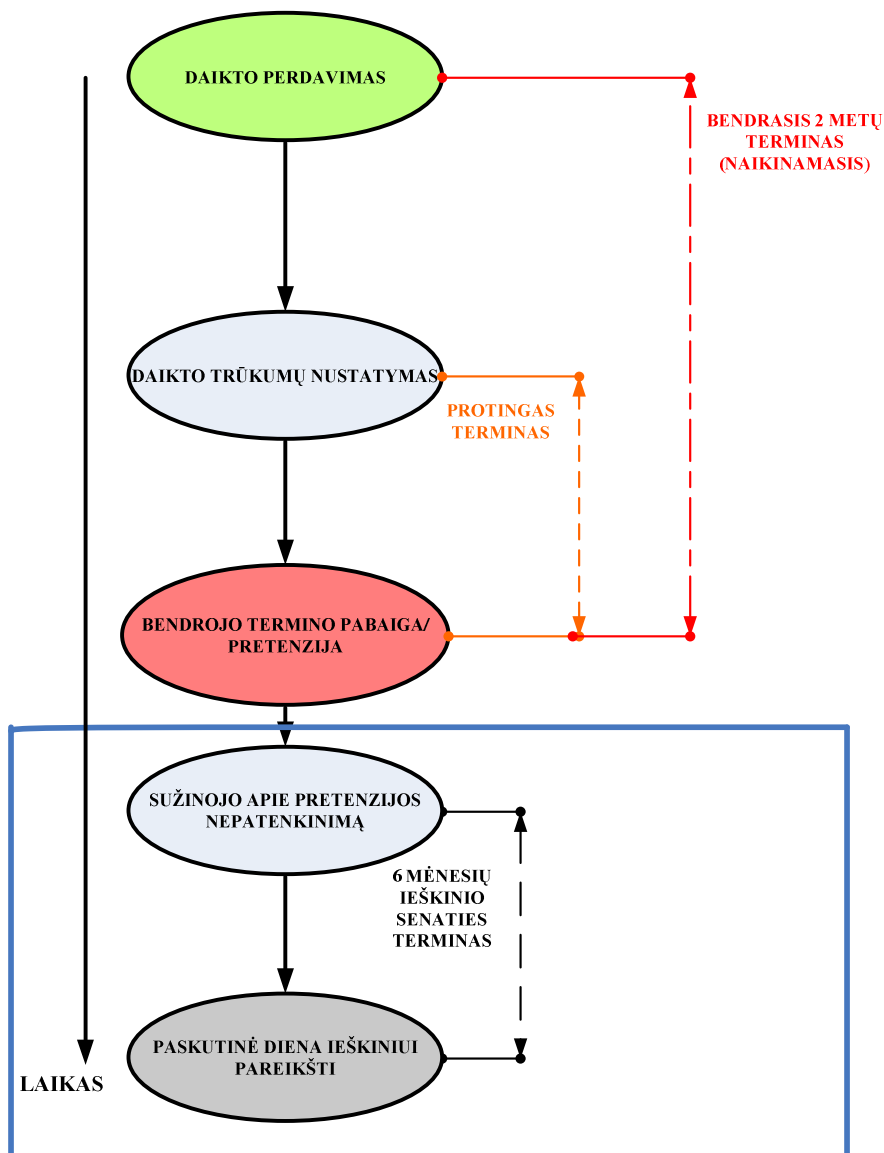 DAIKTO PERDAVIMAS
BENDRASIS 2 METŲ
TERMINAS
(NAIKINAMASIS)
DAIKTO TRŪKUMŲ NUSTATYMAS
PROTINGAS
TERMINAS
BENDROJO TERMINO PABAIGA/
PRETENZIJA
SUŽINOJO APIE PRETENZIJOS
NEPATENKINIMĄ
6 MĖNESIŲ
IEŠKINIO
SENATIES
TERMINAS
PASKUTINĖ DIENA IEŠKINIUI
PAREIKŠTI
LAIKAS